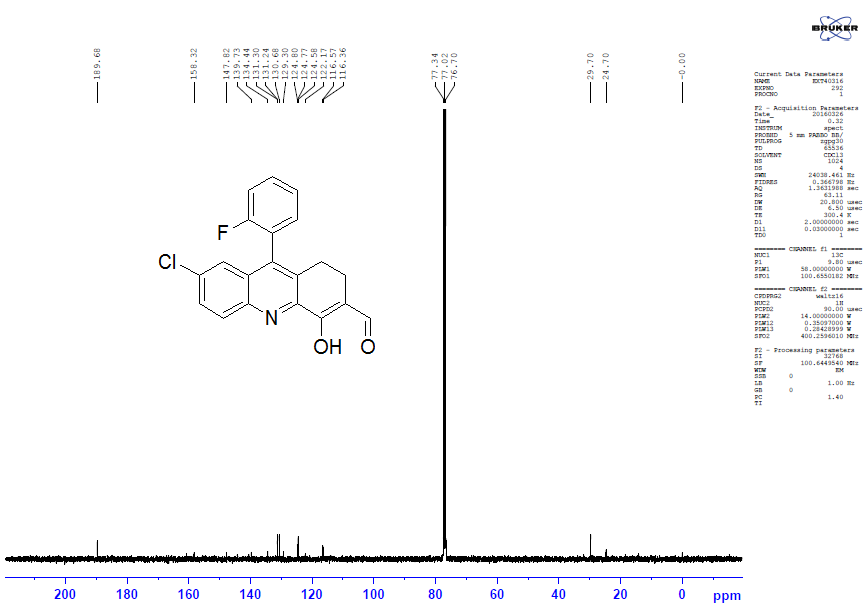 189.68
158.32
147.82
139.73
134.44
131.30
131.24
130.68
129.30
124.80
124.77
124.58
122.17
116.57
116.36
77.34
77.02
76.70
29.70
24.70
-0.00
BRUKER
Current Data Parameters
NAME EXT40316
EXPNO 292
PROCNO 1
F2 - Acquisition Parameters
Date_ 20160326
Time 0.32
INSTRUM spect
PROBHD 5 mm PABBO BB/
PULPROG zgpg30
TD 65536
SOLVENT CDCl3
NS 1024
DS 4
SWH 24038.461 Hz
FIDRES 0.366798 Hz
AQ 1.3631988 sec
RG 63.11
DW 20.800 usec
DE 6.50 usec
TE 300.4 K
D1 2.00000000 sec
D11 0.03000000 sec
TD0 1
======== CHANNEL f1 ========
NUC1 13C
P1 9.80 usec
PLW1 58.00000000 W
SFO1 100.6550182 MHz
======== CHANNEL f2 ========
CPDPRG2 waltz16
NUC2 1H
PCPD2 90.00 usec
PLW2 14.00000000 W
PLW12 0.35097000 W
PLW13 0.28428999 W
SFO2 400.2596010 MHz
F2 - Processing parameters
SI 32768
SF 100.6449540 MHz
WDW EM
SSB 0
LB 1.00 Hz
GB 0
PC 1.40
TI
F
Cl
N
OH O
200 180 160 140 120 100 80 60 40 20 0 ppm